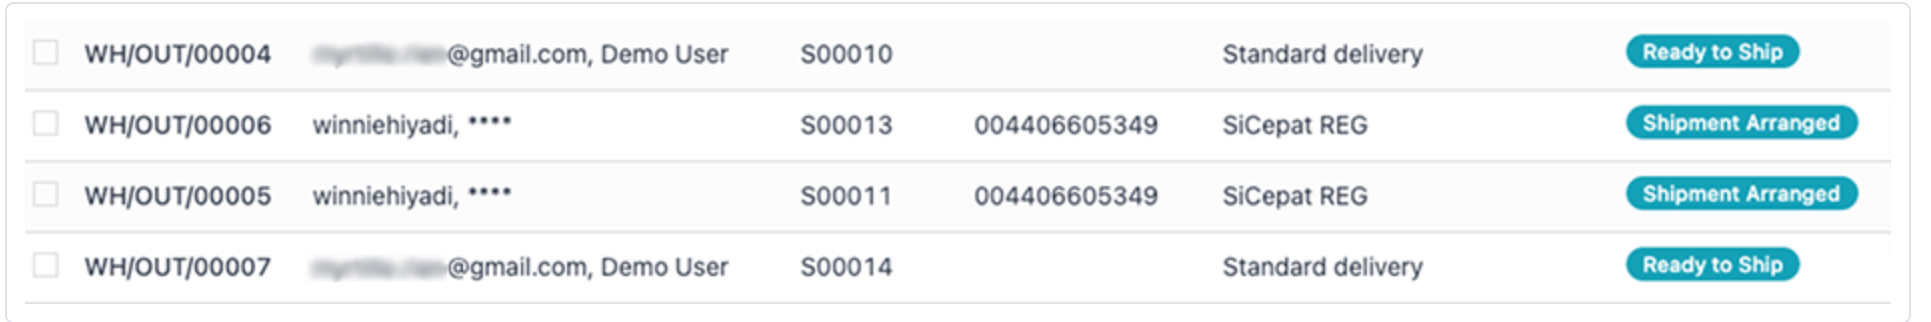 WH/OUT/00004 @gmail.com, Demo User S00010 Standard delivery Ready to Ship
WH/OUT/00006 winniehiyadi, **** S00013 004406605349 SiCepat REG Shipment Arranged
WH/OUT/00005 winniehiyadi, **** S00011 004406605349 SiCepat REG Shipment Arranged
WH/OUT/00007 @gmail.com, Demo User S00014 Standard delivery Ready to Ship